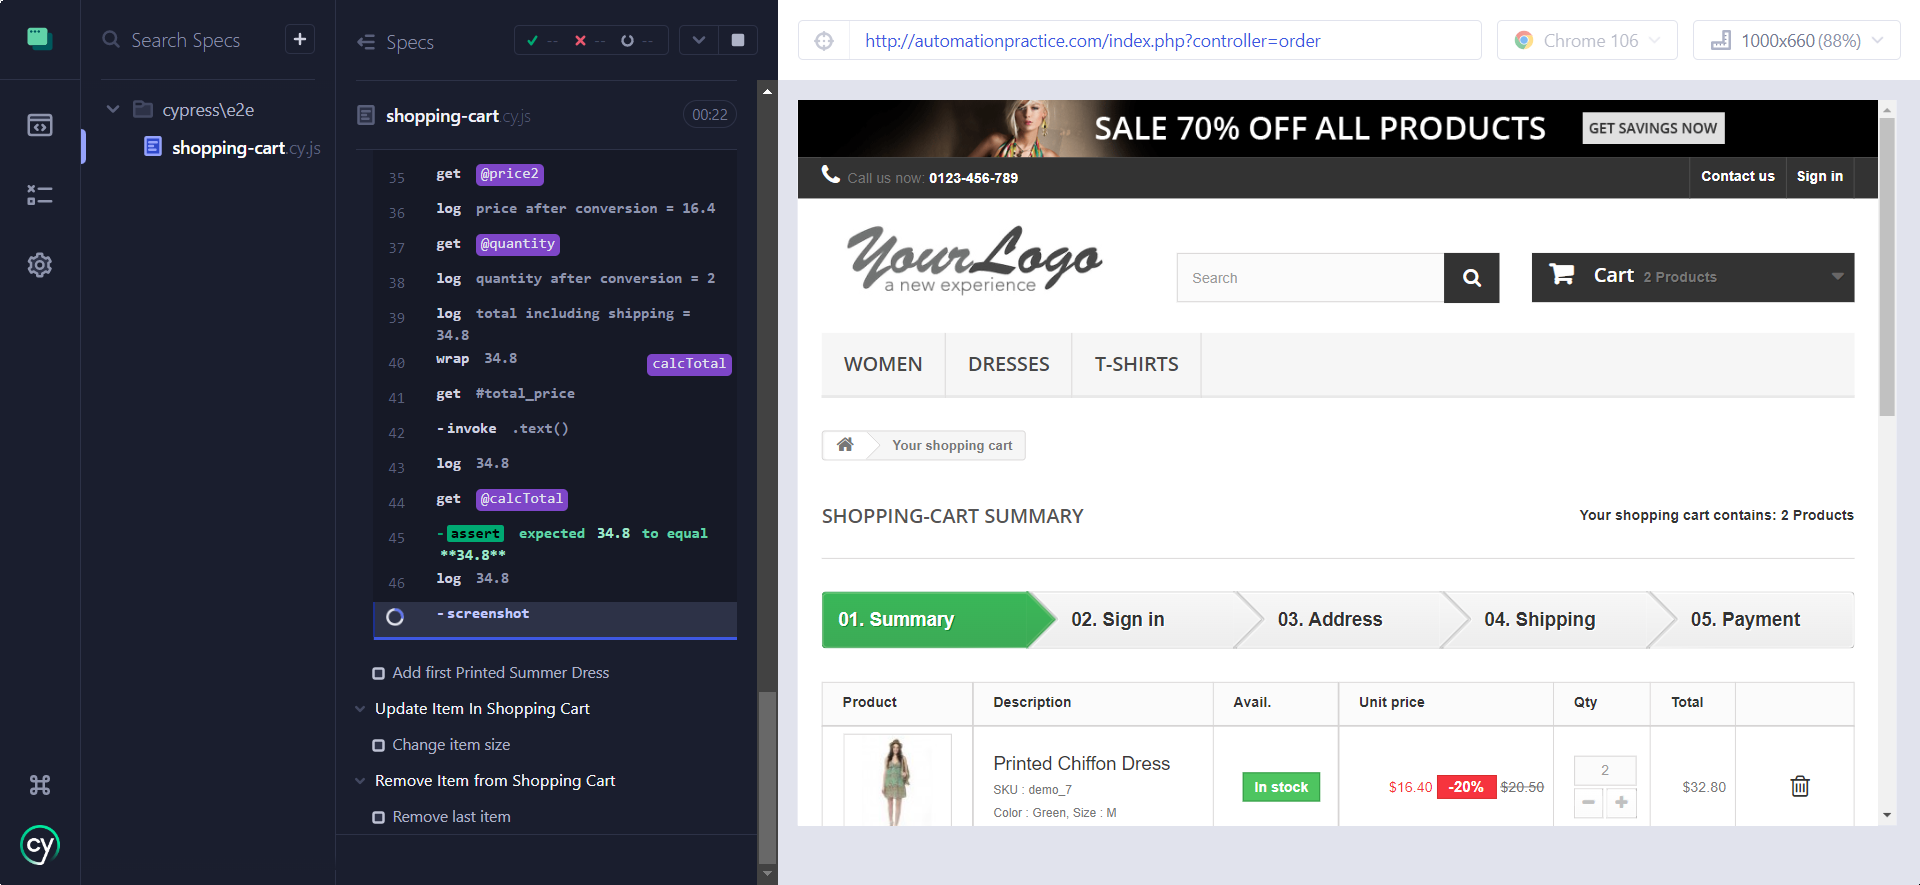 Search Specs
+
Specs
--
--
--
cypress\e2e
shopping-cart.cy.js
shopping-cart cy.js
00:22
35 get @price2
36 log price after conversion = 16.4
37 get @quantity
38 log quantity after conversion = 2
39 log total including shipping =
34.8
40 wrap 34.8 calcTotal
41 get #total_price
42 -invoke .text()
43 log 34.8
44 get @calcTotal
45 -assert expected 34.8 to equal
**34.8**
46 log 34.8
-screenshot
Add first Printed Summer Dress
Update Item In Shopping Cart
Change item size
Remove Item from Shopping Cart
Remove last item
cy
http://automationpractice.com/index.php?controller=order
Chrome 106
1000x660 (88%)
SALE 70% OFF ALL PRODUCTS
GET SAVINGS NOW
Call us now: 0123-456-789
Contact us
Sign in
YourLogo
a new experience
Search
Cart 2 Products
WOMEN
DRESSES
T-SHIRTS
Your shopping cart
SHOPPING-CART SUMMARY
Your shopping cart contains: 2 Products
01. Summary
02. Sign in
03. Address
04. Shipping
05. Payment
Product
Description
Avail.
Unit price
Qty
Total
Printed Chiffon Dress
SKU : demo_7
Color : Green, Size : M
In stock
$16.40 -20% $20.50
2
$32.80